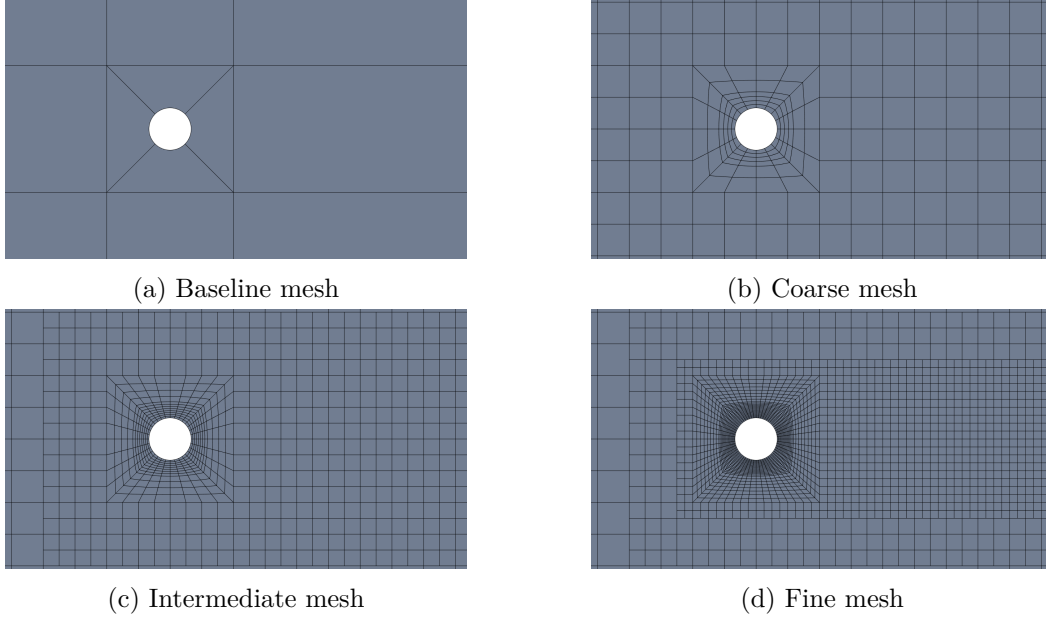 (a) Baseline mesh
(b) Coarse mesh
(c) Intermediate mesh
(d) Fine mesh